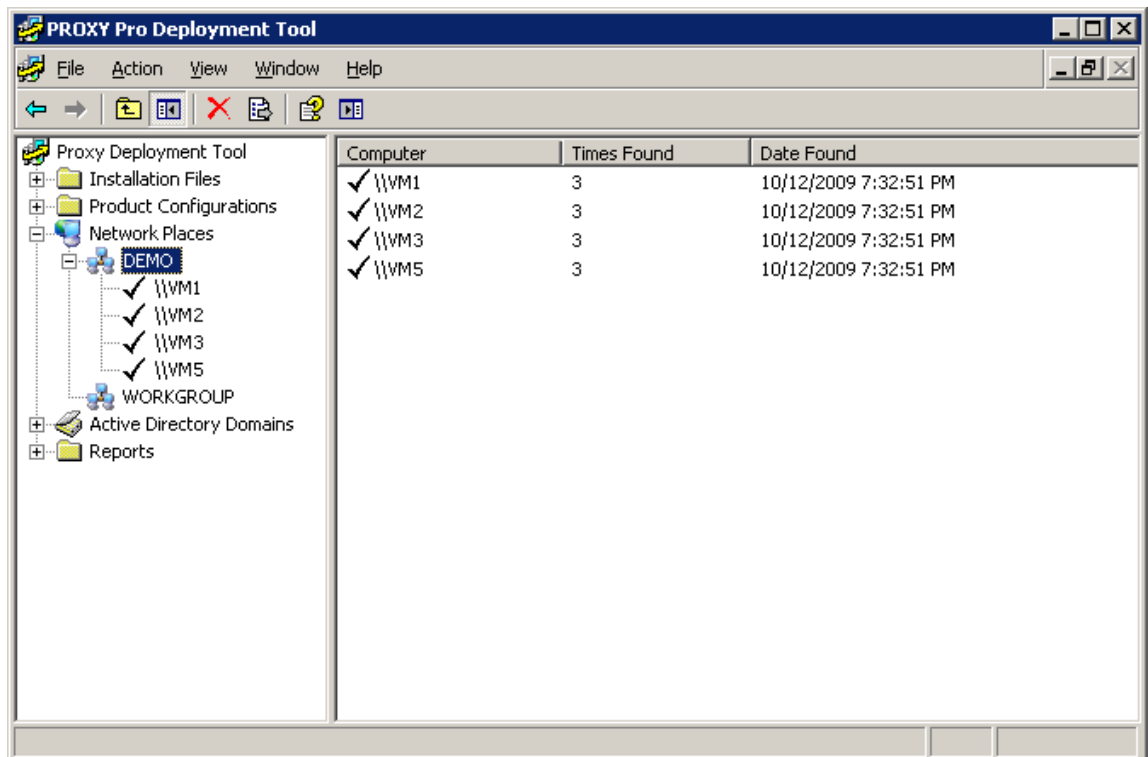 PROXY Pro Deployment Tool
File Action View Window Help
Proxy Deployment Tool
Installation Files
Product Configurations
Network Places
DEMO
\\VM1
\\VM2
\\VM3
\\VM5
WORKGROUP
Active Directory Domains
Reports
Computer Times Found Date Found
\\VM1 3 10/12/2009 7:32:51 PM
\\VM2 3 10/12/2009 7:32:51 PM
\\VM3 3 10/12/2009 7:32:51 PM
\\VM5 3 10/12/2009 7:32:51 PM